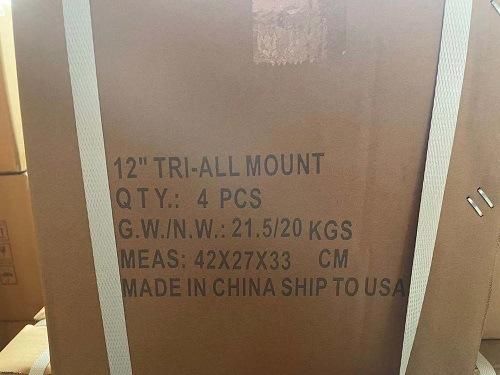 12" TRI-ALL MOUNT
QTY.: 4 PCS
G.W./N.W.: 21.5/20 KGS
MEAS: 42X27X33 CM
MADE IN CHINA SHIP TO USA